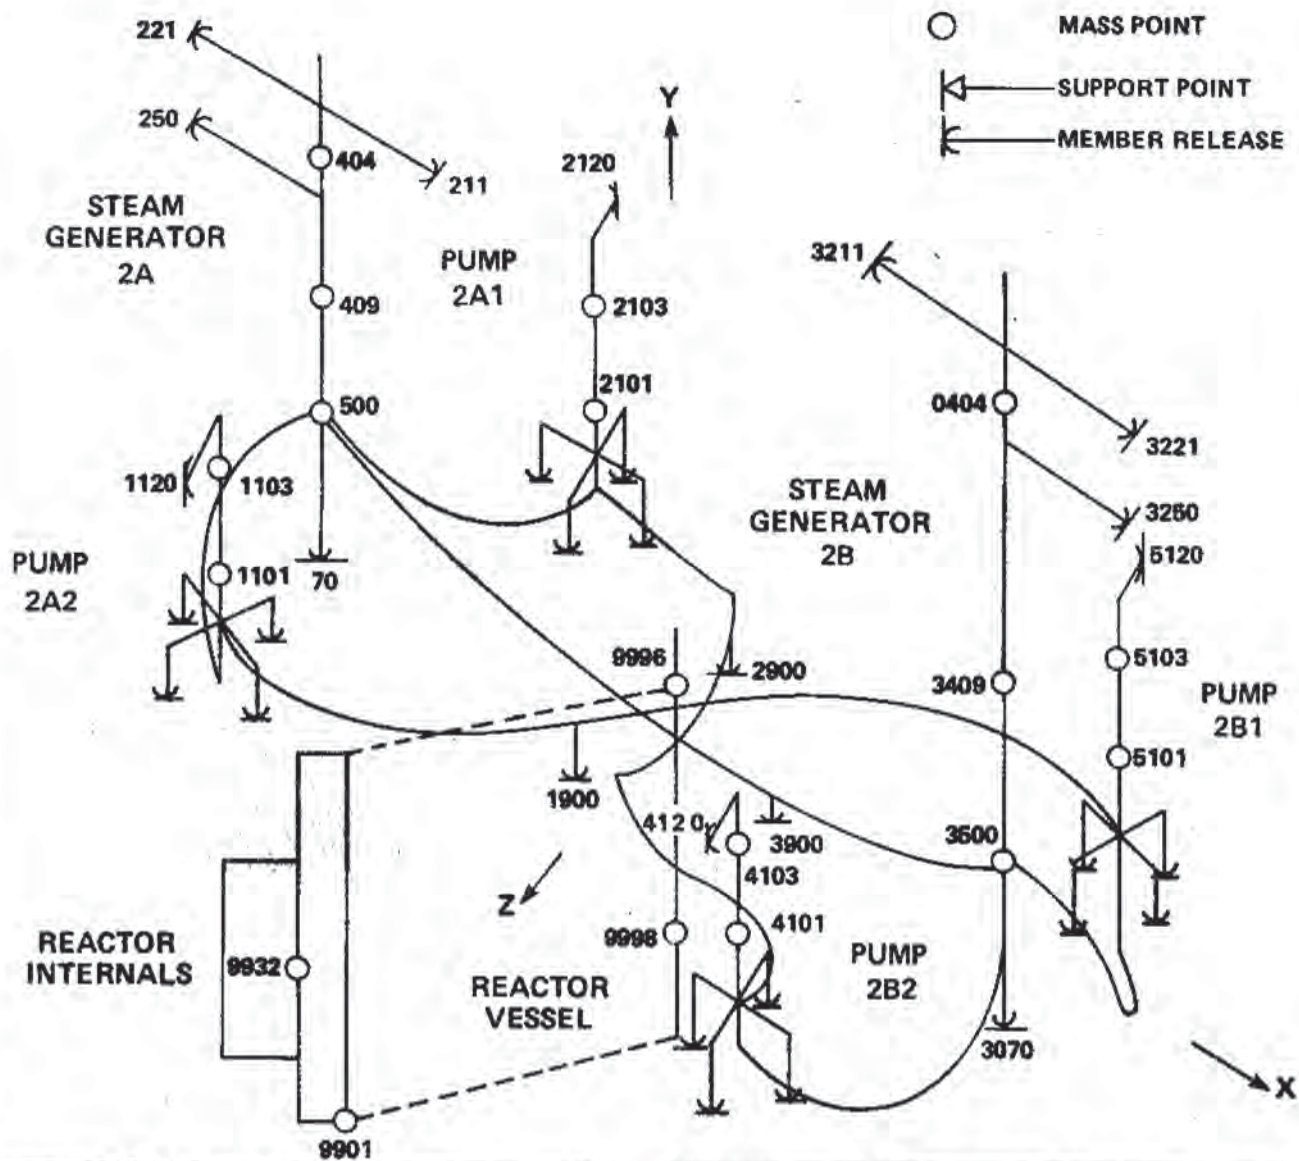 221
MASS POINT
SUPPORT POINT
MEMBER RELEASE
Y
250
404
211
2120
STEAM
GENERATOR
2A
PUMP
2A1
3211
409
2103
2101
0404
500
3221
1120
1103
STEAM
GENERATOR
2B
3250
5120
PUMP
2A2
1101
70
9996
2900
3409
5103
PUMP
2B1
5101
1900
4120
3900
3500
4103
Z
4101
9998
REACTOR
INTERNALS
9932
REACTOR
VESSEL
PUMP
2B2
3070
X
9901